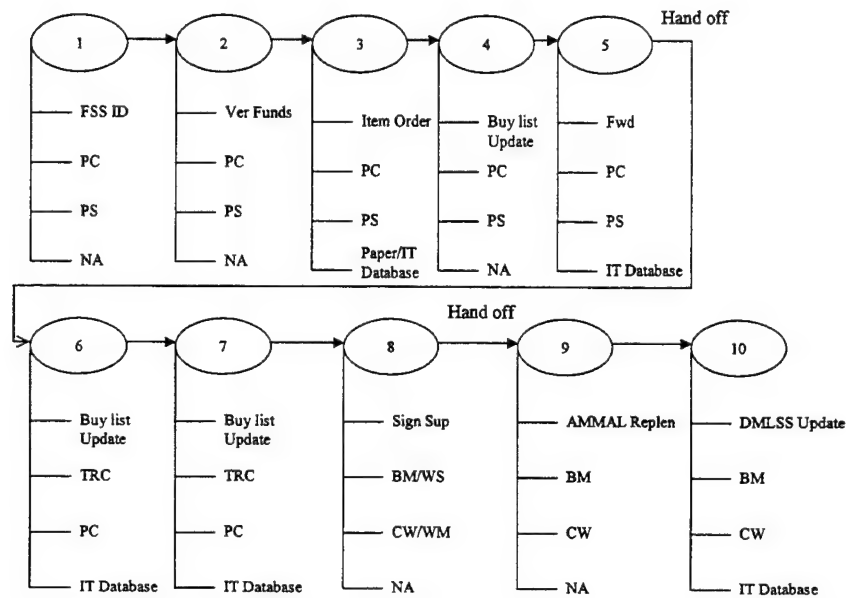 Hand off
1
2
3
4
5
FSS ID
PC
PS
NA
Ver Funds
PC
PS
NA
Item Order
PC
PS
Paper/IT
Database
Buy list
Update
PC
PS
NA
Fwd
PC
PS
IT Database
Hand off
6
7
8
9
10
Buy list
Update
TRC
PC
IT Database
Buy list
Update
TRC
PC
IT Database
Sign Sup
BM/WS
CW/WM
NA
AMMAL Replen
BM
CW
NA
DMLSS Update
BM
CW
IT Database